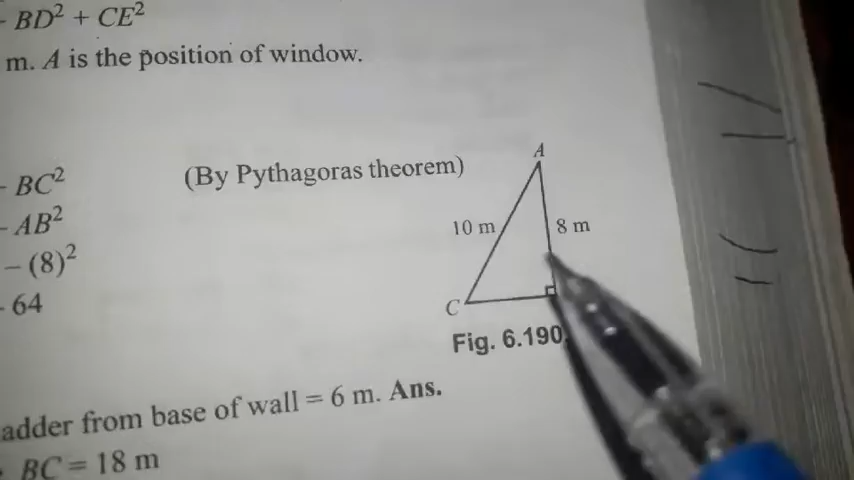 - BD² + CE²
m. A is the position of window.
- BC² (By Pythagoras theorem)
- AB²
- (8)²
- 64
A
10 m
8 m
C
Fig. 6.190
adder from base of wall = 6 m. Ans.
BC = 18 m